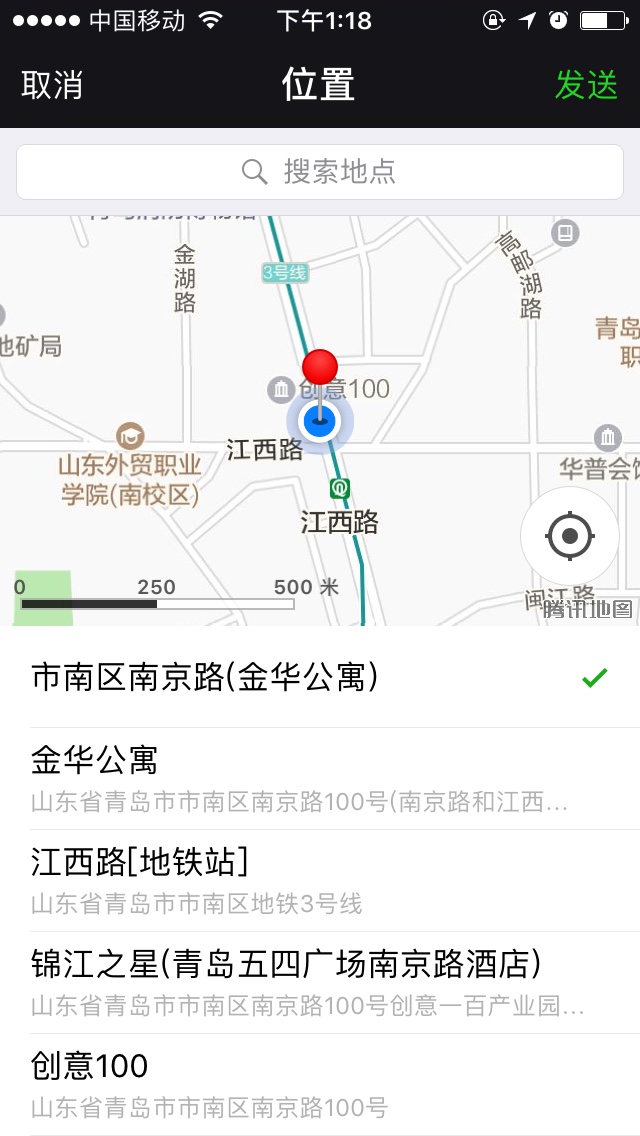 中国移动
下午1:18
取消
位置
发送
搜索地点
金湖路
3号线
高邮湖路
地矿局
青岛
职
创意100
江西路
山东外贸职业
学院(南校区)
华普会馆
江西路
0 250 500 米
闽江路
腾讯地图
市南区南京路(金华公寓)
金华公寓
山东省青岛市市南区南京路100号(南京路和江西...
江西路[地铁站]
山东省青岛市市南区地铁3号线
锦江之星(青岛五四广场南京路酒店)
山东省青岛市市南区南京路100号创意一百产业园...
创意100
山东省青岛市市南区南京路100号